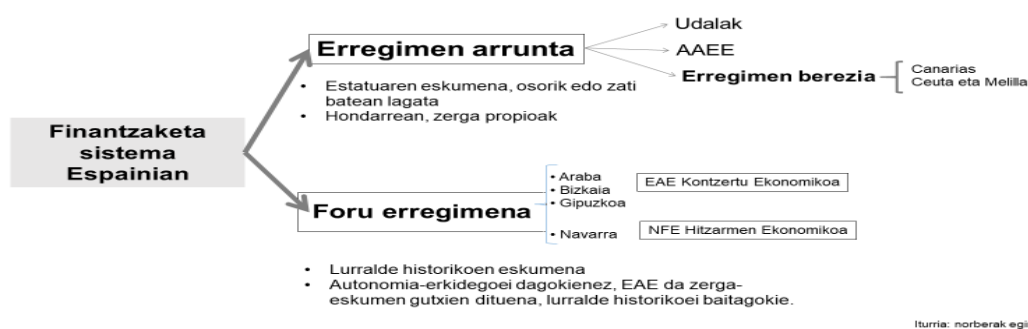 Finantzaketa
sistema
Espainian
Erregimen arrunta
Udalak
AAEE
Erregimen berezia
Canarias
Ceuta eta Melilla
• Estatuaren eskumena, osorik edo zati
batean lagata
• Hondarrean, zerga propioak
Foru erregimena
• Araba
• Bizkaia
• Gipuzkoa
• Navarra
EAE Kontzertu Ekonomikoa
NFE Hitzarmen Ekonomikoa
• Lurralde historikoen eskumena
• Autonomia-erkidegoei dagokienez, EAE da zerga-
eskumen gutxien dituena, lurralde historikoei baitagokie.
Iturria: norberak egi